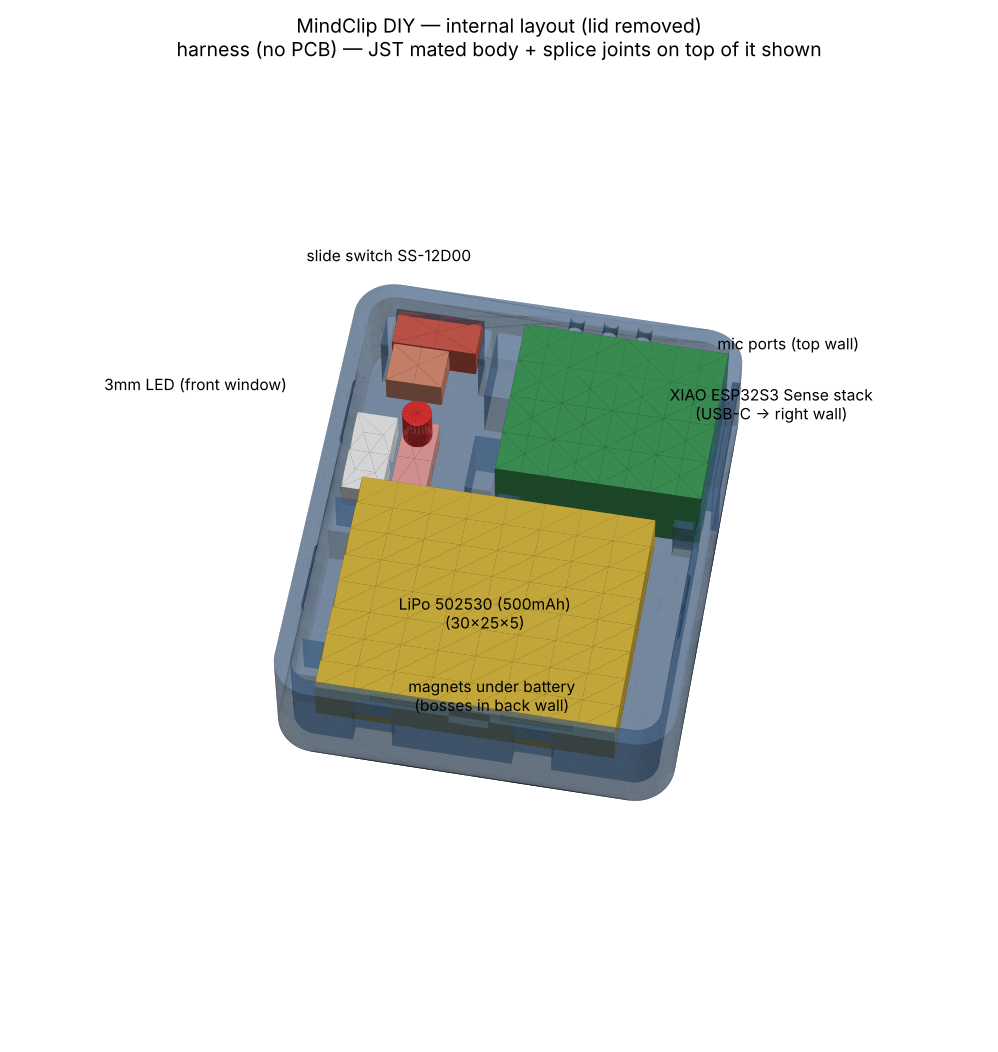 MindClip DIY — internal layout (lid removed)
harness (no PCB) — JST mated body + splice joints on top of it shown
slide switch SS-12D00
mic ports (top wall)
3mm LED (front window)
XIAO ESP32S3 Sense stack
(USB-C → right wall)
LiPo 502530 (500mAh)
(30×25×5)
magnets under battery
(bosses in back wall)